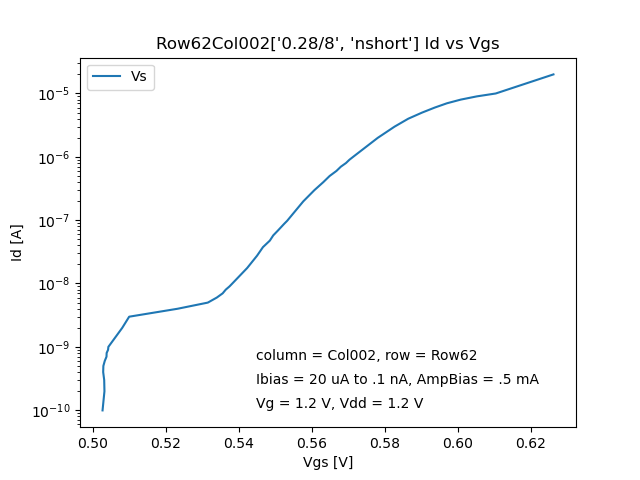 Row62Col002['0.28/8', 'nshort'] Id vs Vgs
Vs
10⁻⁵
10⁻⁶
10⁻⁷
10⁻⁸
10⁻⁹
10⁻¹⁰
Id [A]
column = Col002, row = Row62
Ibias = 20 uA to .1 nA, AmpBias = .5 mA
Vg = 1.2 V, Vdd = 1.2 V
0.50 0.52 0.54 0.56 0.58 0.60 0.62
Vgs [V]